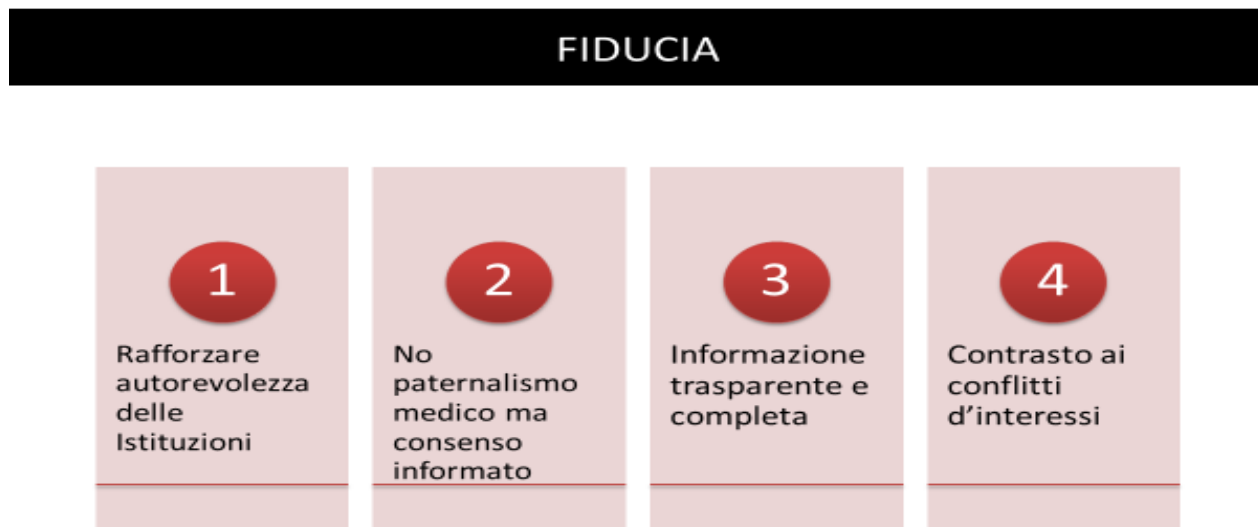 FIDUCIA
1
Rafforzare
autorevolezza
delle
Istituzioni
2
No
paternalismo
medico ma
consenso
informato
3
Informazione
trasparente e
completa
4
Contrasto ai
conflitti
d’interessi